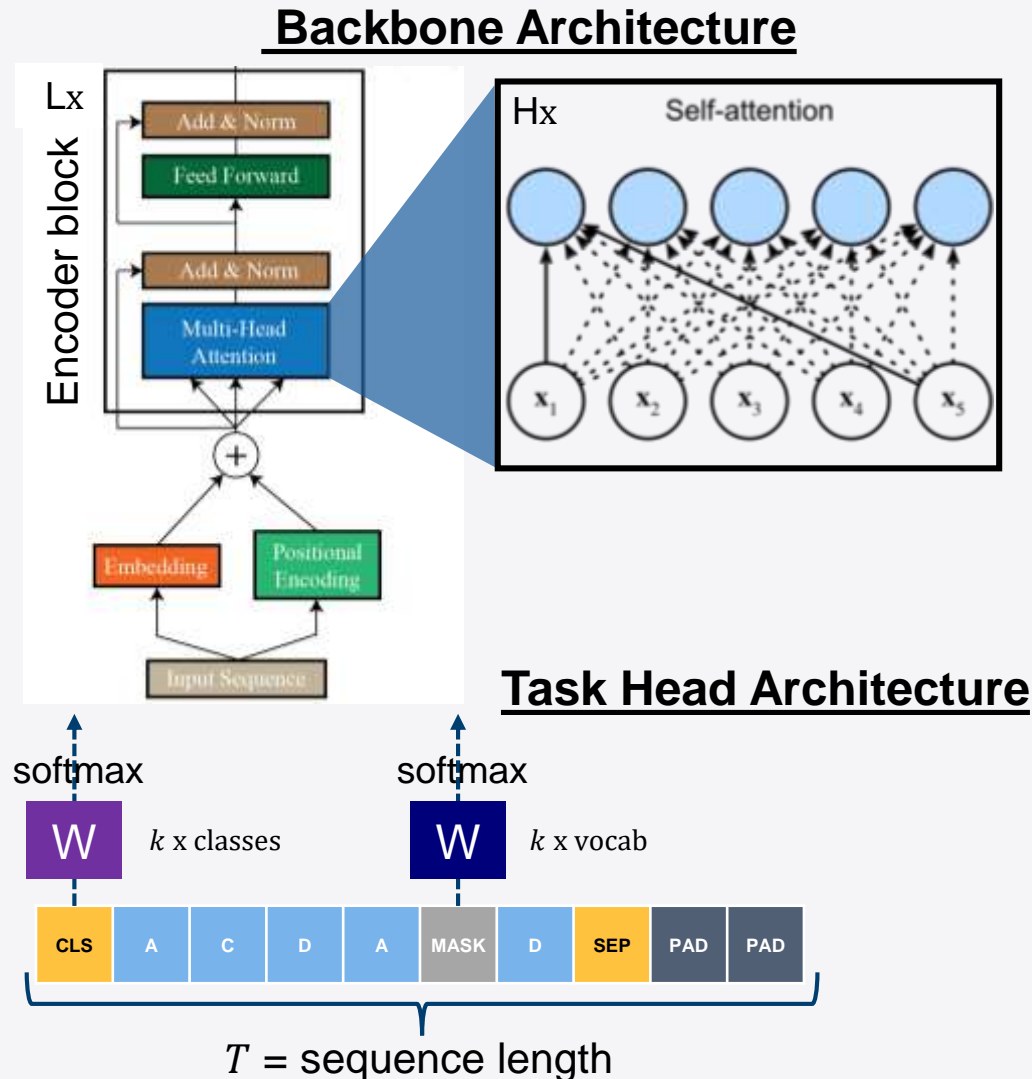 Backbone Architecture
Lx
Encoder block
Add & Norm
Feed Forward
Add & Norm
Multi-Head
Attention
+
Embedding
Positional
Encoding
Input Sequence
Hx
Self-attention
x1 x2 x3 x4 x5
Task Head Architecture
softmax softmax
W k x classes W k x vocab
CLS A C D A MASK D SEP PAD PAD
T = sequence length